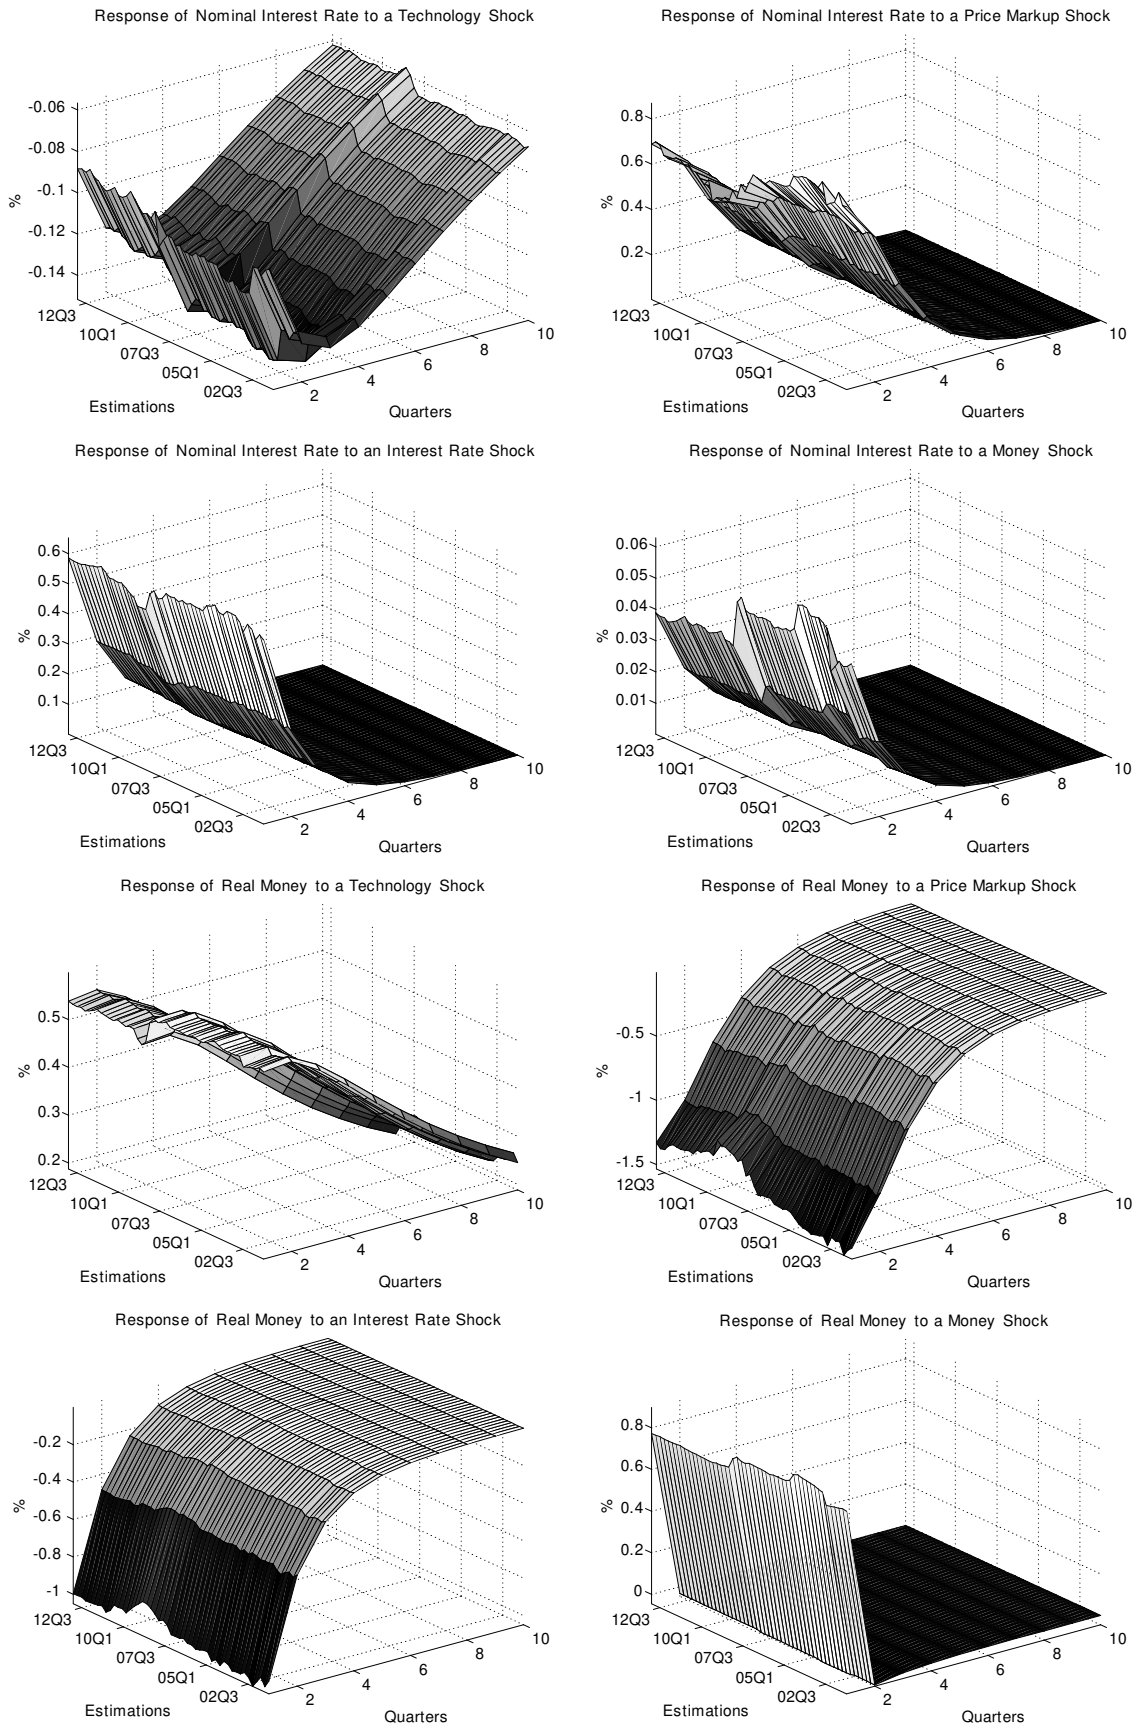 Response of Nominal Interest Rate to a Technology Shock
-0.06
-0.08
-0.1
-0.12
-0.14
%
12Q3
10Q1
07Q3
05Q1
02Q3
Estimations
2
4
6
8
10
Quarters
Response of Nominal Interest Rate to a Price Markup Shock
0.8
0.6
0.4
0.2
%
12Q3
10Q1
07Q3
05Q1
02Q3
Estimations
2
4
6
8
10
Quarters
Response of Nominal Interest Rate to an Interest Rate Shock
0.6
0.5
0.4
0.3
0.2
0.1
%
12Q3
10Q1
07Q3
05Q1
02Q3
Estimations
2
4
6
8
10
Quarters
Response of Nominal Interest Rate to a Money Shock
0.06
0.05
0.04
0.03
0.02
0.01
%
12Q3
10Q1
07Q3
05Q1
02Q3
Estimations
2
4
6
8
10
Quarters
Response of Real Money to a Technology Shock
0.5
0.4
0.3
0.2
%
12Q3
10Q1
07Q3
05Q1
02Q3
Estimations
2
4
6
8
10
Quarters
Response of Real Money to a Price Markup Shock
-0.5
-1
-1.5
%
12Q3
10Q1
07Q3
05Q1
02Q3
Estimations
2
4
6
8
10
Quarters
Response of Real Money to an Interest Rate Shock
-0.2
-0.4
-0.6
-0.8
-1
%
12Q3
10Q1
07Q3
05Q1
02Q3
Estimations
2
4
6
8
10
Quarters
Response of Real Money to a Money Shock
0.8
0.6
0.4
0.2
0
%
12Q3
10Q1
07Q3
05Q1
02Q3
Estimations
2
4
6
8
10
Quarters